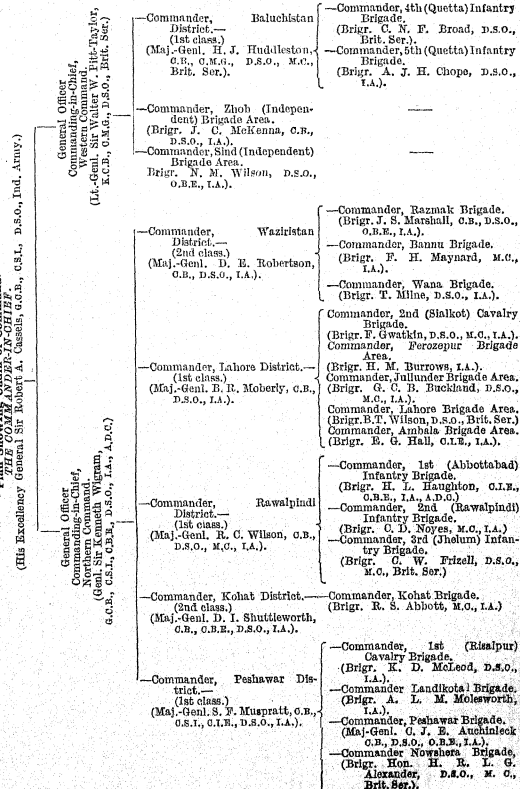 THE COMMANDER-IN-CHIEF.
(His Excellency General Sir Robert A. Cassels, G.C.B., C.S.I., D.S.O., Ind. Army.)
General Officer
Commanding-in-Chief,
Western Command.
(Lt.-Genl. Sir Walter W. Pitt-Taylor,
K.C.B., C.M.G., D.S.O., Brit. Ser.)
—Commander, Baluchistan
District.—
(1st class.)
(Maj.-Genl. H. J. Huddleston,
C.B., C.M.G., D.S.O., M.C.,
Brit. Ser.).
—Commander, 4th (Quetta) Infantry
Brigade.
(Brigr. C. N. F. Broad, D.S.O.,
Brit. Ser.).
—Commander, 5th (Quetta) Infantry
Brigade.
(Brigr. A. J. H. Chope, D.S.O.,
I.A.).
—Commander, Zhob (Indepen-
dent) Brigade Area.
(Brigr. J. C. McKenna, C.B.,
D.S.O., I.A.).
—
—Commander, Sind (Independent)
Brigade Area.
Brigr. N. M. Wilson, D.S.O.,
O.B.E., I.A.).
—
General Officer
Commanding-in-Chief,
Northern Command.
(Genl. Sir Kenneth Wigram,
G.C.B., C.S.I., C.B.E., D.S.O., I.A., A.D.C.)
—Commander, Waziristan
District.—
(2nd class.)
(Maj.-Genl. D. E. Robertson,
C.B., D.S.O., I.A.).
—Commander, Razmak Brigade.
(Brigr. J. S. Marshall, C.B., D.S.O.,
O.B.E., I.A.).
—Commander, Bannu Brigade.
(Brigr. F. H. Maynard, M.C.,
I.A.).
—Commander, Wana Brigade.
(Brigr. T. Milne, D.S.O., I.A.).
—Commander, Lahore District.—
(1st class.)
(Maj.-Genl. B. R. Moberly, C.B.,
D.S.O., I.A.).
Commander, 2nd (Sialkot) Cavalry
Brigade.
(Brigr. F. Gwatkin, D.S.O., M.C., I.A.).
Commander, Ferozepur Brigade
Area.
(Brigr. H. M. Burrows, I.A.).
Commander, Jullunder Brigade Area.
(Brigr. G. C. B. Buckland, D.S.O.,
M.C., I.A.).
Commander, Lahore Brigade Area.
(Brigr. B. T. Wilson, D.S.O., Brit. Ser.)
Commander, Ambala Brigade Area.
(Brigr. E. G. Hall, C.I.E., I.A.).
—Commander, Rawalpindi
District.—
(1st class.)
(Maj.-Genl. R. C. Wilson, C.B.,
D.S.O., M.C., I.A.).
—Commander, 1st (Abbottabad)
Infantry Brigade.
(Brigr. H. L. Haughton, C.I.E.,
C.B.E., I.A., A.D.C.)
—Commander, 2nd (Rawalpindi)
Infantry Brigade.
(Brigr. C. D. Noyes, M.C., I.A.)
—Commander, 3rd (Jhelum) Infan-
try Brigade.
(Brigr. C. W. Frizell, D.S.O.,
M.C., Brit. Ser.)
—Commander, Kohat District.—
(2nd class.)
(Maj.-Genl. D. I. Shuttleworth,
C.B., C.B.E., D.S.O., I.A.).
—Commander, Kohat Brigade.
(Brigr. R. S. Abbott, M.C., I.A.)
—Commander, Peshawar Dis-
trict.—
(1st class.)
(Maj.-Genl. S. F. Muspratt, C.B.,
C.S.I., C.I.E., D.S.O., I.A.).
—Commander, 1st (Risalpur)
Cavalry Brigade.
(Brigr. K. D. McLeod, D.S.O.,
I.A.).
—Commander Landikotal Brigade.
(Brigr. A. L. M. Molesworth,
I.A.).
—Commander, Peshawar Brigade.
(Maj-Genl. C. J. E. Auchinleck
C.B., D.S.O., O.B.E., I.A.).
—Commander Nowshera Brigade,
(Brigr. Hon. H. R. L. G.
Alexander, D.S.O., M. C.,
Brit. Ser.).